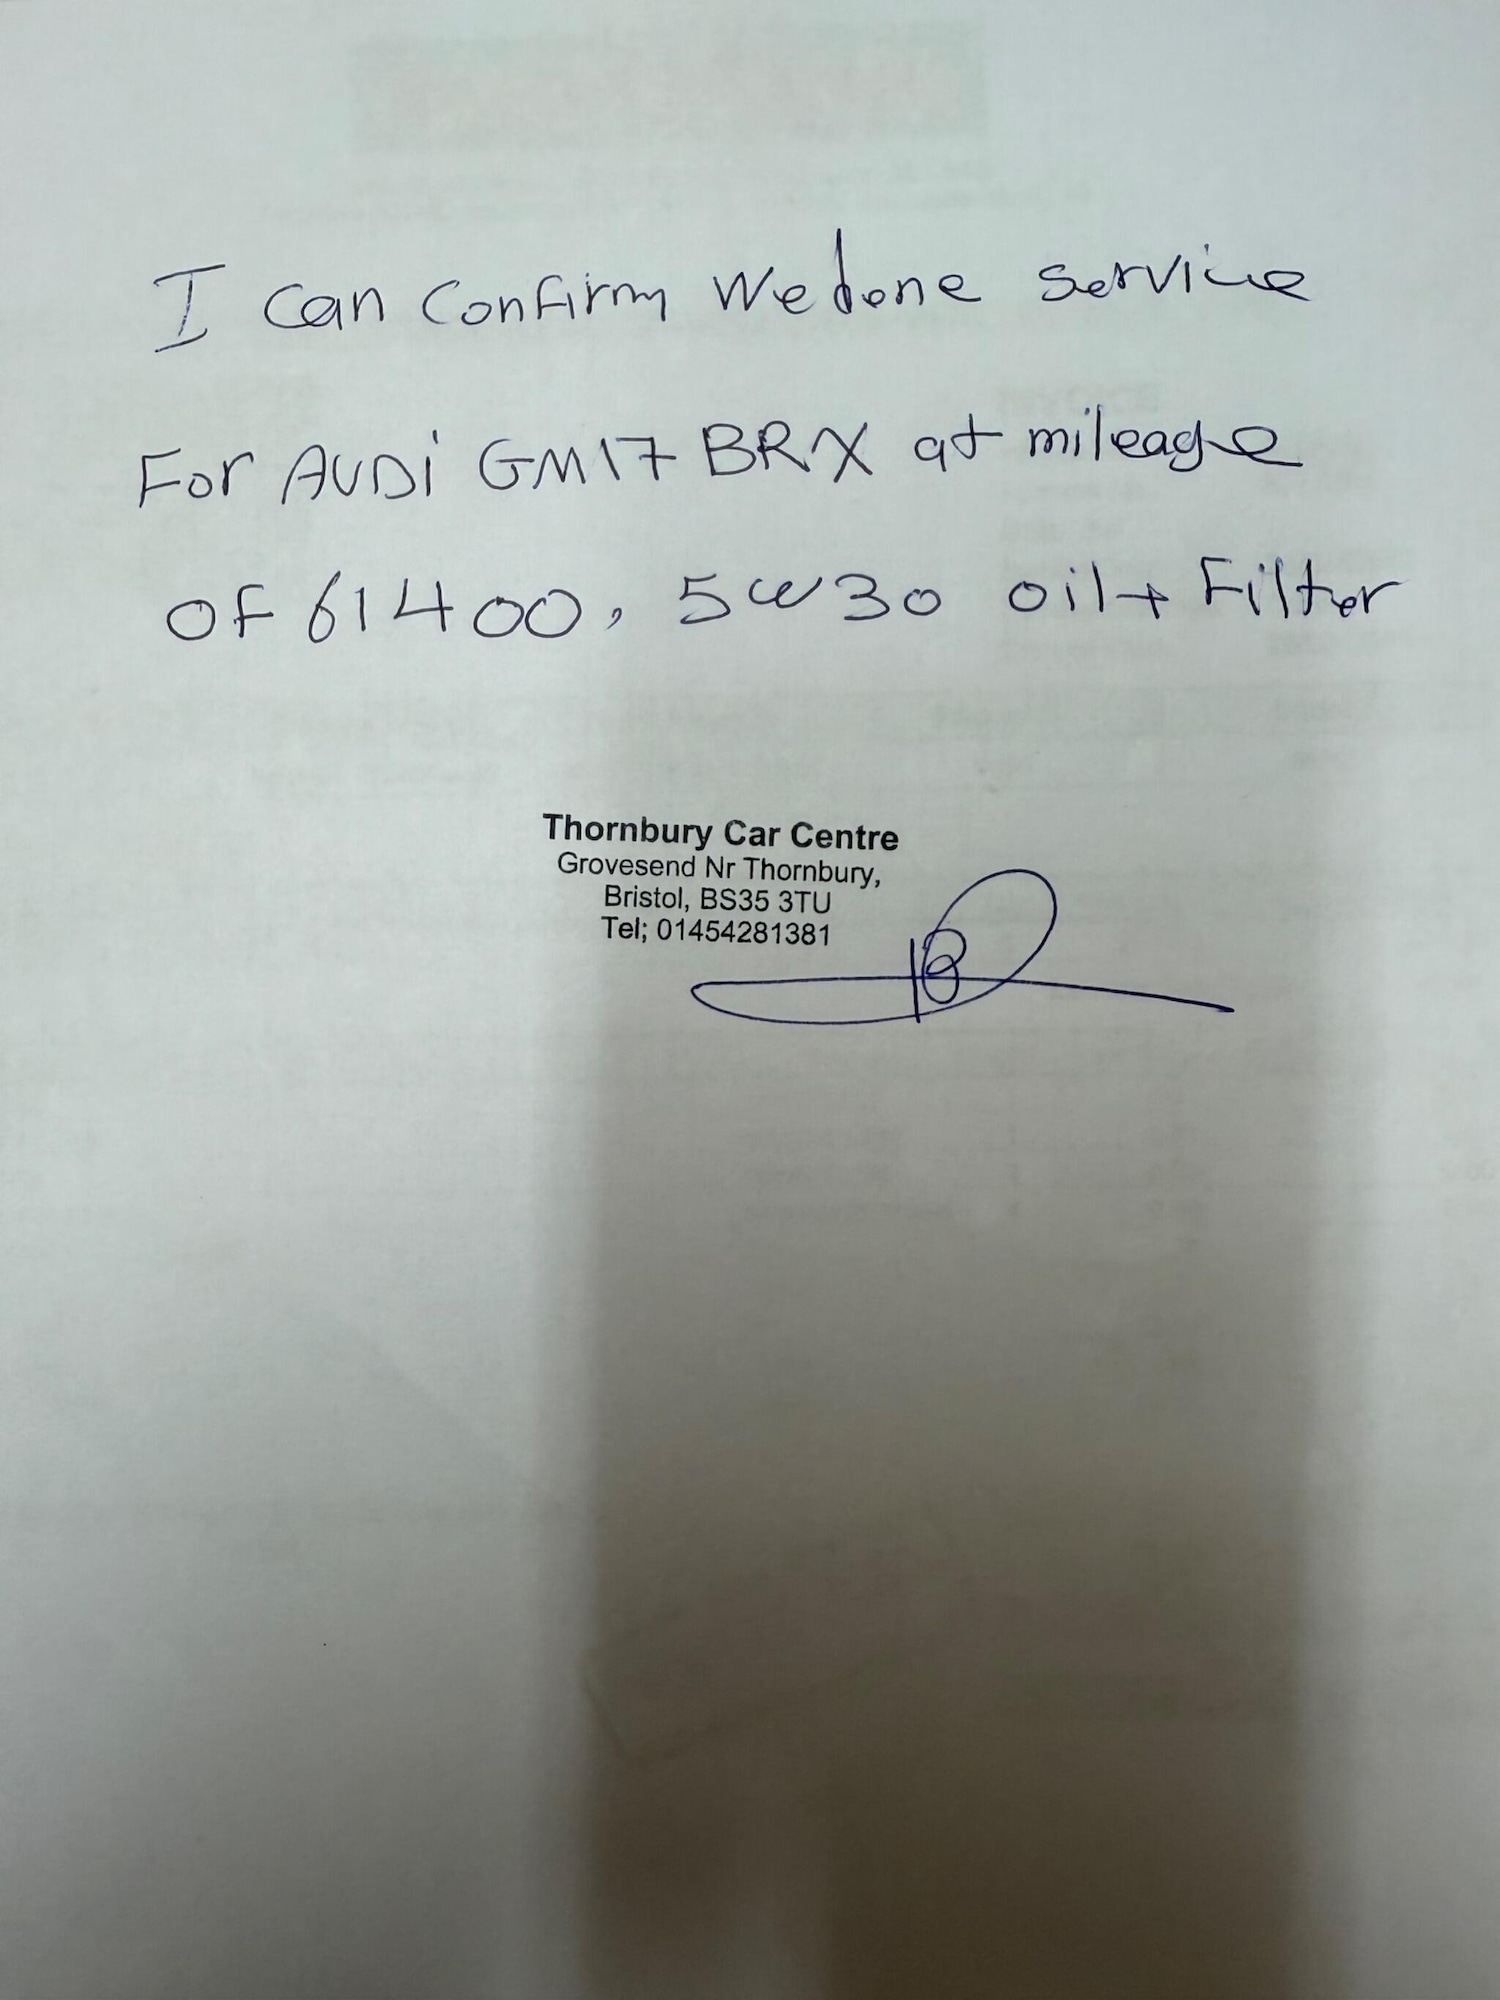 I can confirm We done service
For AUDi GM17 BRX at mileage
OF 61400, 5w30 oil + Filter
Thornbury Car Centre
Grovesend Nr Thornbury,
Bristol, BS35 3TU
Tel; 01454281381